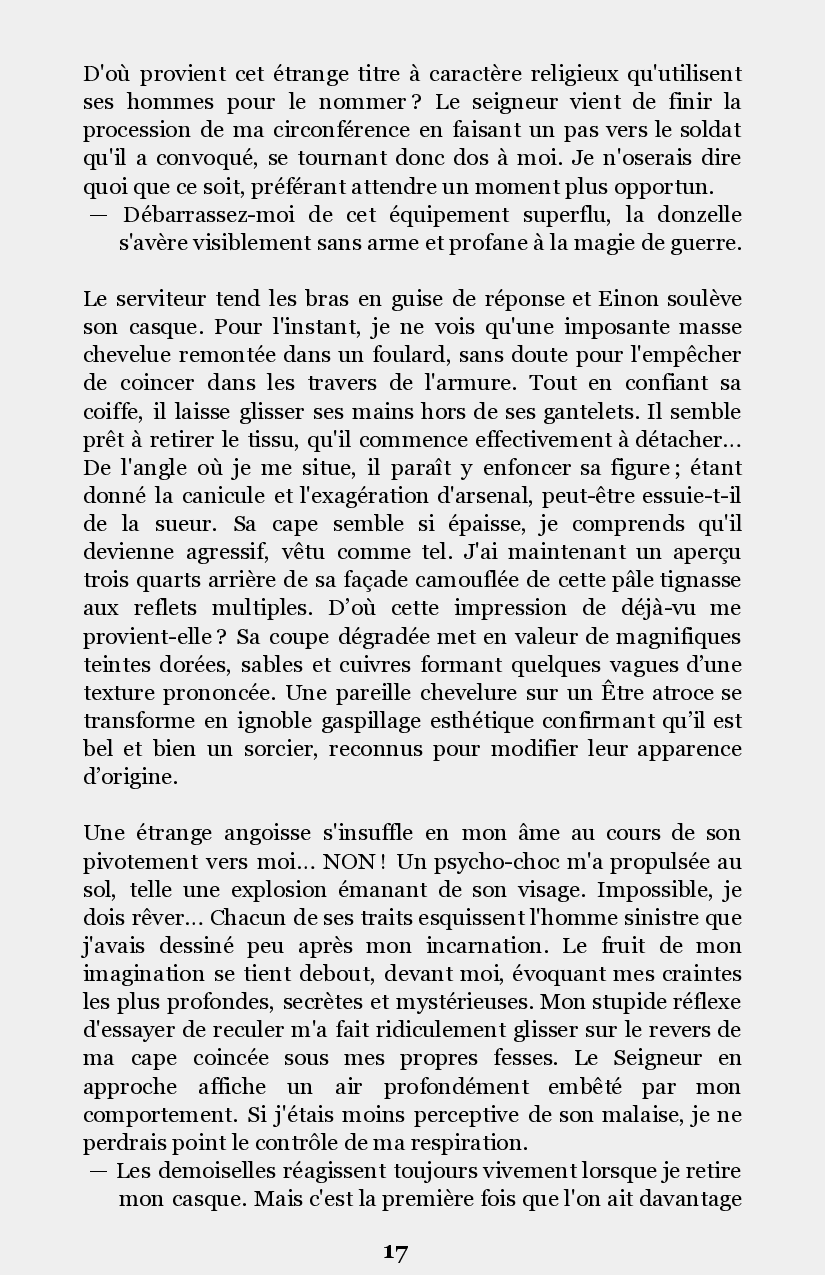 D'où provient cet étrange titre à caractère religieux qu'utilisent
ses hommes pour le nommer ? Le seigneur vient de finir la
procession de ma circonférence en faisant un pas vers le soldat
qu'il a convoqué, se tournant donc dos à moi. Je n'oserais dire
quoi que ce soit, préférant attendre un moment plus opportun.
— Débarrassez-moi de cet équipement superflu, la donzelle
s'avère visiblement sans arme et profane à la magie de guerre.
Le serviteur tend les bras en guise de réponse et Einon soulève
son casque. Pour l'instant, je ne vois qu'une imposante masse
chevelue remontée dans un foulard, sans doute pour l'empêcher
de coincer dans les travers de l'armure. Tout en confiant sa
coiffe, il laisse glisser ses mains hors de ses gantelets. Il semble
prêt à retirer le tissu, qu'il commence effectivement à détacher...
De l'angle où je me situe, il paraît y enfoncer sa figure ; étant
donné la canicule et l'exagération d'arsenal, peut-être essuie-t-il
de la sueur. Sa cape semble si épaisse, je comprends qu'il
devienne agressif, vêtu comme tel. J'ai maintenant un aperçu
trois quarts arrière de sa façade camouflée de cette pâle tignasse
aux reflets multiples. D’où cette impression de déjà-vu me
provient-elle ? Sa coupe dégradée met en valeur de magnifiques
teintes dorées, sables et cuivres formant quelques vagues d’une
texture prononcée. Une pareille chevelure sur un Être atroce se
transforme en ignoble gaspillage esthétique confirmant qu’il est
bel et bien un sorcier, reconnus pour modifier leur apparence
d’origine.
Une étrange angoisse s'insuffle en mon âme au cours de son
pivotement vers moi... NON ! Un psycho-choc m'a propulsée au
sol, telle une explosion émanant de son visage. Impossible, je
dois rêver... Chacun de ses traits esquissent l'homme sinistre que
j'avais dessiné peu après mon incarnation. Le fruit de mon
imagination se tient debout, devant moi, évoquant mes craintes
les plus profondes, secrètes et mystérieuses. Mon stupide réflexe
d'essayer de reculer m'a fait ridiculement glisser sur le revers de
ma cape coincée sous mes propres fesses. Le Seigneur en
approche affiche un air profondément embêté par mon
comportement. Si j'étais moins perceptive de son malaise, je ne
perdrais point le contrôle de ma respiration.
— Les demoiselles réagissent toujours vivement lorsque je retire
mon casque. Mais c'est la première fois que l'on ait davantage
17